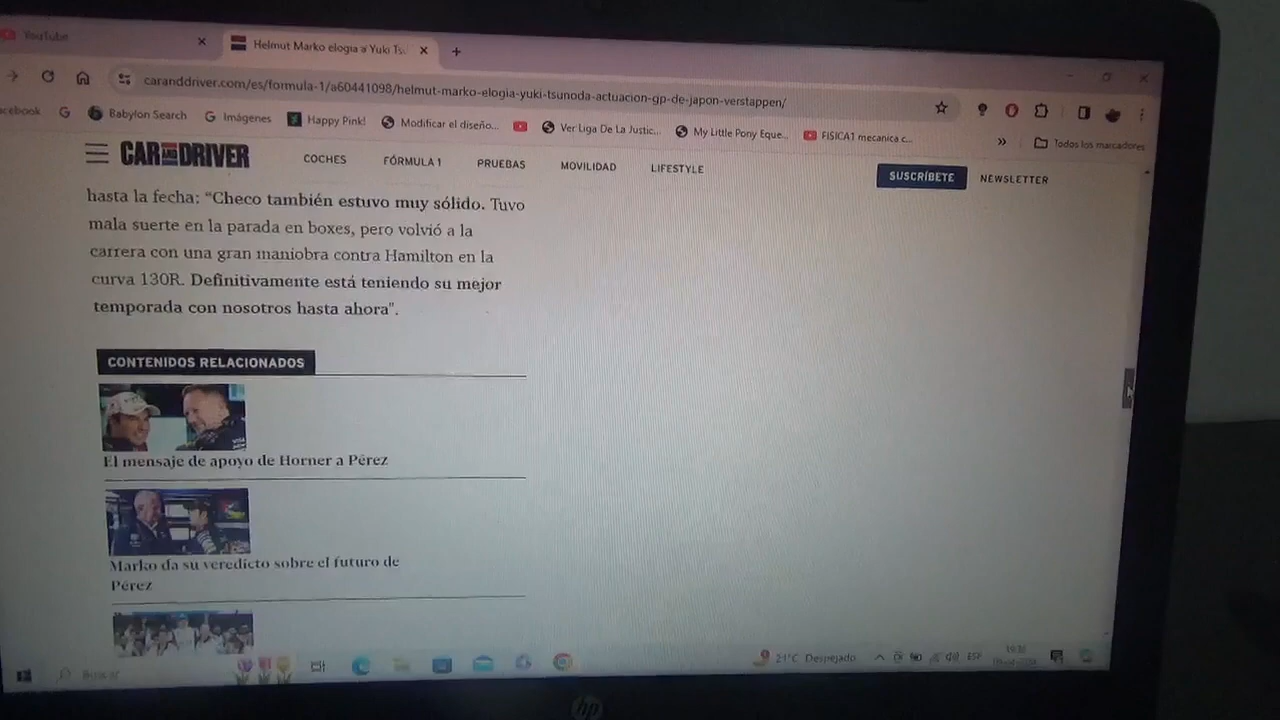 YouTube
Helmut Marko elogia a Yuki Ts
caranddriver.com/es/formula-1/a60441098/helmut-marko-elogia-yuki-tsunoda-actuacion-gp-de-japon-verstappen/
acebook
Babylon Search
Imágenes
Happy Pink!
Modificar el diseño...
Ver Liga De La Justic...
My Little Pony Eque...
FISICA1 mecanica c...
Todos los marcadores
CAR AND DRIVER
COCHES
FÓRMULA 1
PRUEBAS
MOVILIDAD
LIFESTYLE
SUSCRÍBETE
NEWSLETTER
hasta la fecha: “Checo también estuvo muy sólido. Tuvo
mala suerte en la parada en boxes, pero volvió a la
carrera con una gran maniobra contra Hamilton en la
curva 130R. Definitivamente está teniendo su mejor
temporada con nosotros hasta ahora".
CONTENIDOS RELACIONADOS
El mensaje de apoyo de Horner a Pérez
Marko da su veredicto sobre el futuro de
Pérez
Buscar
21°C Despejado
ESP
hp